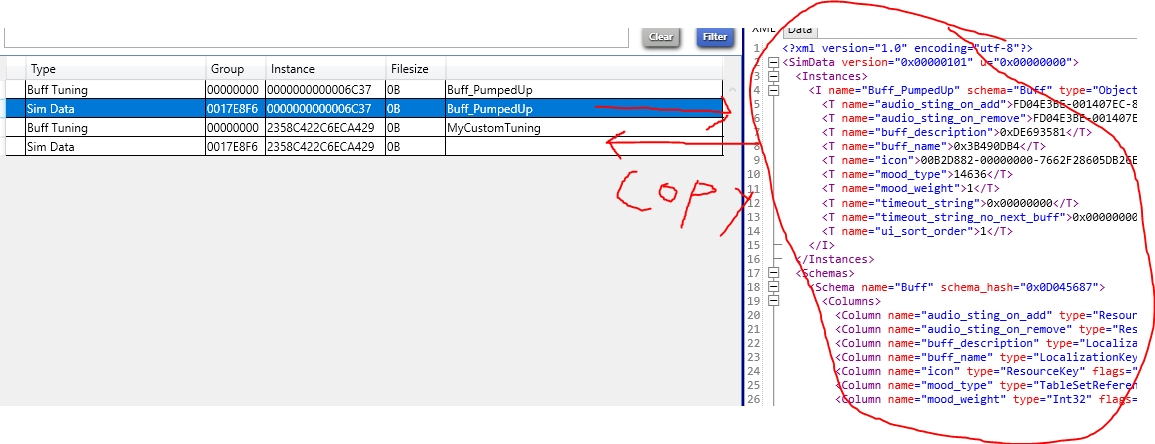 Clear Filter XML Data
Type Group Instance Filesize
Buff Tuning 00000000 0000000000006C37 0B Buff_PumpedUp
Sim Data 0017E8F6 0000000000006C37 0B Buff_PumpedUp
Buff Tuning 00000000 2358C422C6ECA429 0B MyCustomTuning
Sim Data 0017E8F6 2358C422C6ECA429 0B
Copy
1 <?xml version="1.0" encoding="utf-8"?>
2 <SimData version="0x00000101" u="0x00000000">
3 <Instances>
4 <I name="Buff_PumpedUp" schema="Buff" type="Object
5 <T name="audio_sting_on_add">FD04E3BE-001407EC-8
6 <T name="audio_sting_on_remove">FD04E3BE-001407E
7 <T name="buff_description">0xDE693581</T>
8 <T name="buff_name">0x3B490DB4</T>
9 <T name="icon">00B2D882-00000000-7662F28605DB26E
10 <T name="mood_type">14636</T>
11 <T name="mood_weight">1</T>
12 <T name="timeout_string">0x00000000</T>
13 <T name="timeout_string_no_next_buff">0x00000000
14 <T name="ui_sort_order">1</T>
15 </I>
16 </Instances>
17 <Schemas>
18 <Schema name="Buff" schema_hash="0x0D045687">
19 <Columns>
20 <Column name="audio_sting_on_add" type="Resour
21 <Column name="audio_sting_on_remove" type="Res
22 <Column name="buff_description" type="Localiza
23 <Column name="buff_name" type="LocalizationKey
24 <Column name="icon" type="ResourceKey" flags="
25 <Column name="mood_type" type="TableSetReferen
26 <Column name="mood_weight" type="Int32" flags=